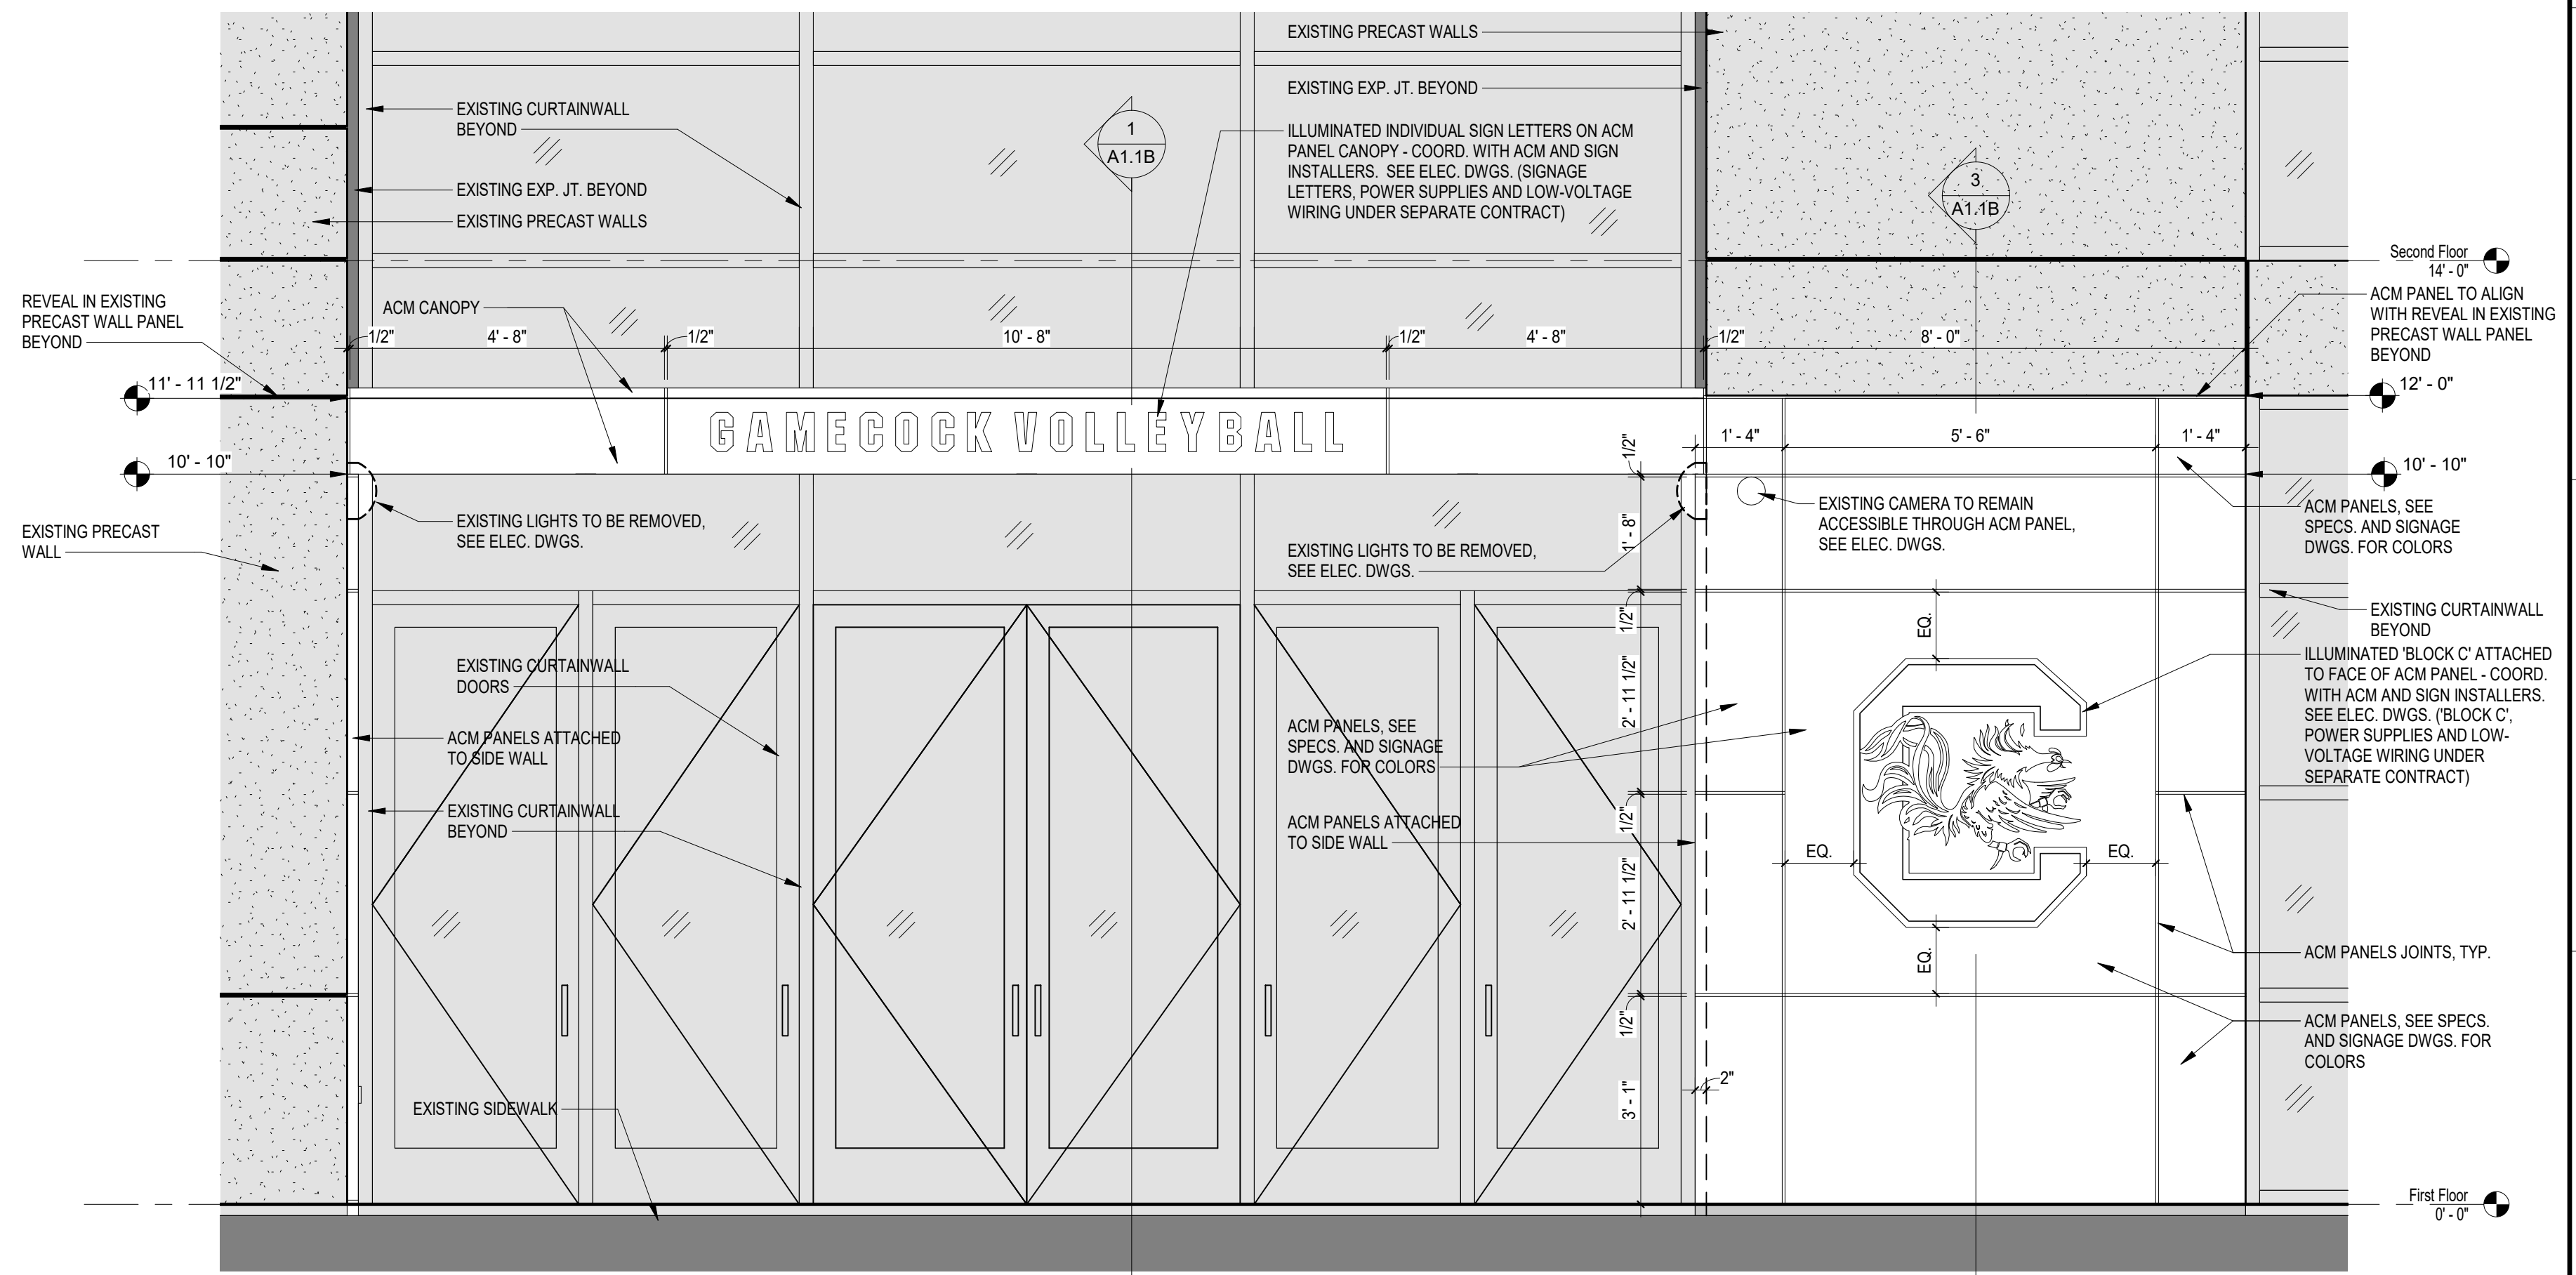 EXISTING PRECAST WALLS
EXISTING EXP. JT. BEYOND
ILLUMINATED INDIVIDUAL SIGN LETTERS ON ACM
PANEL CANOPY - COORD. WITH ACM AND SIGN
INSTALLERS.  SEE ELEC. DWGS. (SIGNAGE
LETTERS, POWER SUPPLIES AND LOW-VOLTAGE
WIRING UNDER SEPARATE CONTRACT)
EXISTING CURTAINWALL
BEYOND
EXISTING EXP. JT. BEYOND
EXISTING PRECAST WALLS
1
A1.1B
3
A1.1B
Second Floor
14' - 0"
REVEAL IN EXISTING
PRECAST WALL PANEL
BEYOND
ACM CANOPY
ACM PANEL TO ALIGN
WITH REVEAL IN EXISTING
PRECAST WALL PANEL
BEYOND
1/2"
4' - 8"
1/2"
10' - 8"
1/2"
4' - 8"
1/2"
8' - 0"
11' - 11 1/2"
12' - 0"
GAMECOCK VOLLEYBALL
1' - 4"
5' - 6"
1' - 4"
10' - 10"
10' - 10"
1/2"
1' - 8"
1/2"
2' - 11 1/2"
1/2"
2' - 11 1/2"
1/2"
3' - 1"
2"
EXISTING PRECAST
WALL
EXISTING LIGHTS TO BE REMOVED,
SEE ELEC. DWGS.
EXISTING LIGHTS TO BE REMOVED,
SEE ELEC. DWGS.
EXISTING CAMERA TO REMAIN
ACCESSIBLE THROUGH ACM PANEL,
SEE ELEC. DWGS.
ACM PANELS, SEE
SPECS. AND SIGNAGE
DWGS. FOR COLORS
EXISTING CURTAINWALL
BEYOND
ILLUMINATED 'BLOCK C' ATTACHED
TO FACE OF ACM PANEL - COORD.
WITH ACM AND SIGN INSTALLERS.
SEE ELEC. DWGS. ('BLOCK C',
POWER SUPPLIES AND LOW-
VOLTAGE WIRING UNDER
SEPARATE CONTRACT)
EXISTING CURTAINWALL
DOORS
ACM PANELS ATTACHED
TO SIDE WALL
EXISTING CURTAINWALL
BEYOND
ACM PANELS, SEE
SPECS. AND SIGNAGE
DWGS. FOR COLORS
ACM PANELS ATTACHED
TO SIDE WALL
EQ.
EQ.
EQ.
EQ.
C
ACM PANELS JOINTS, TYP.
ACM PANELS, SEE SPECS.
AND SIGNAGE DWGS. FOR
COLORS
EXISTING SIDEWALK
First Floor
0' - 0"